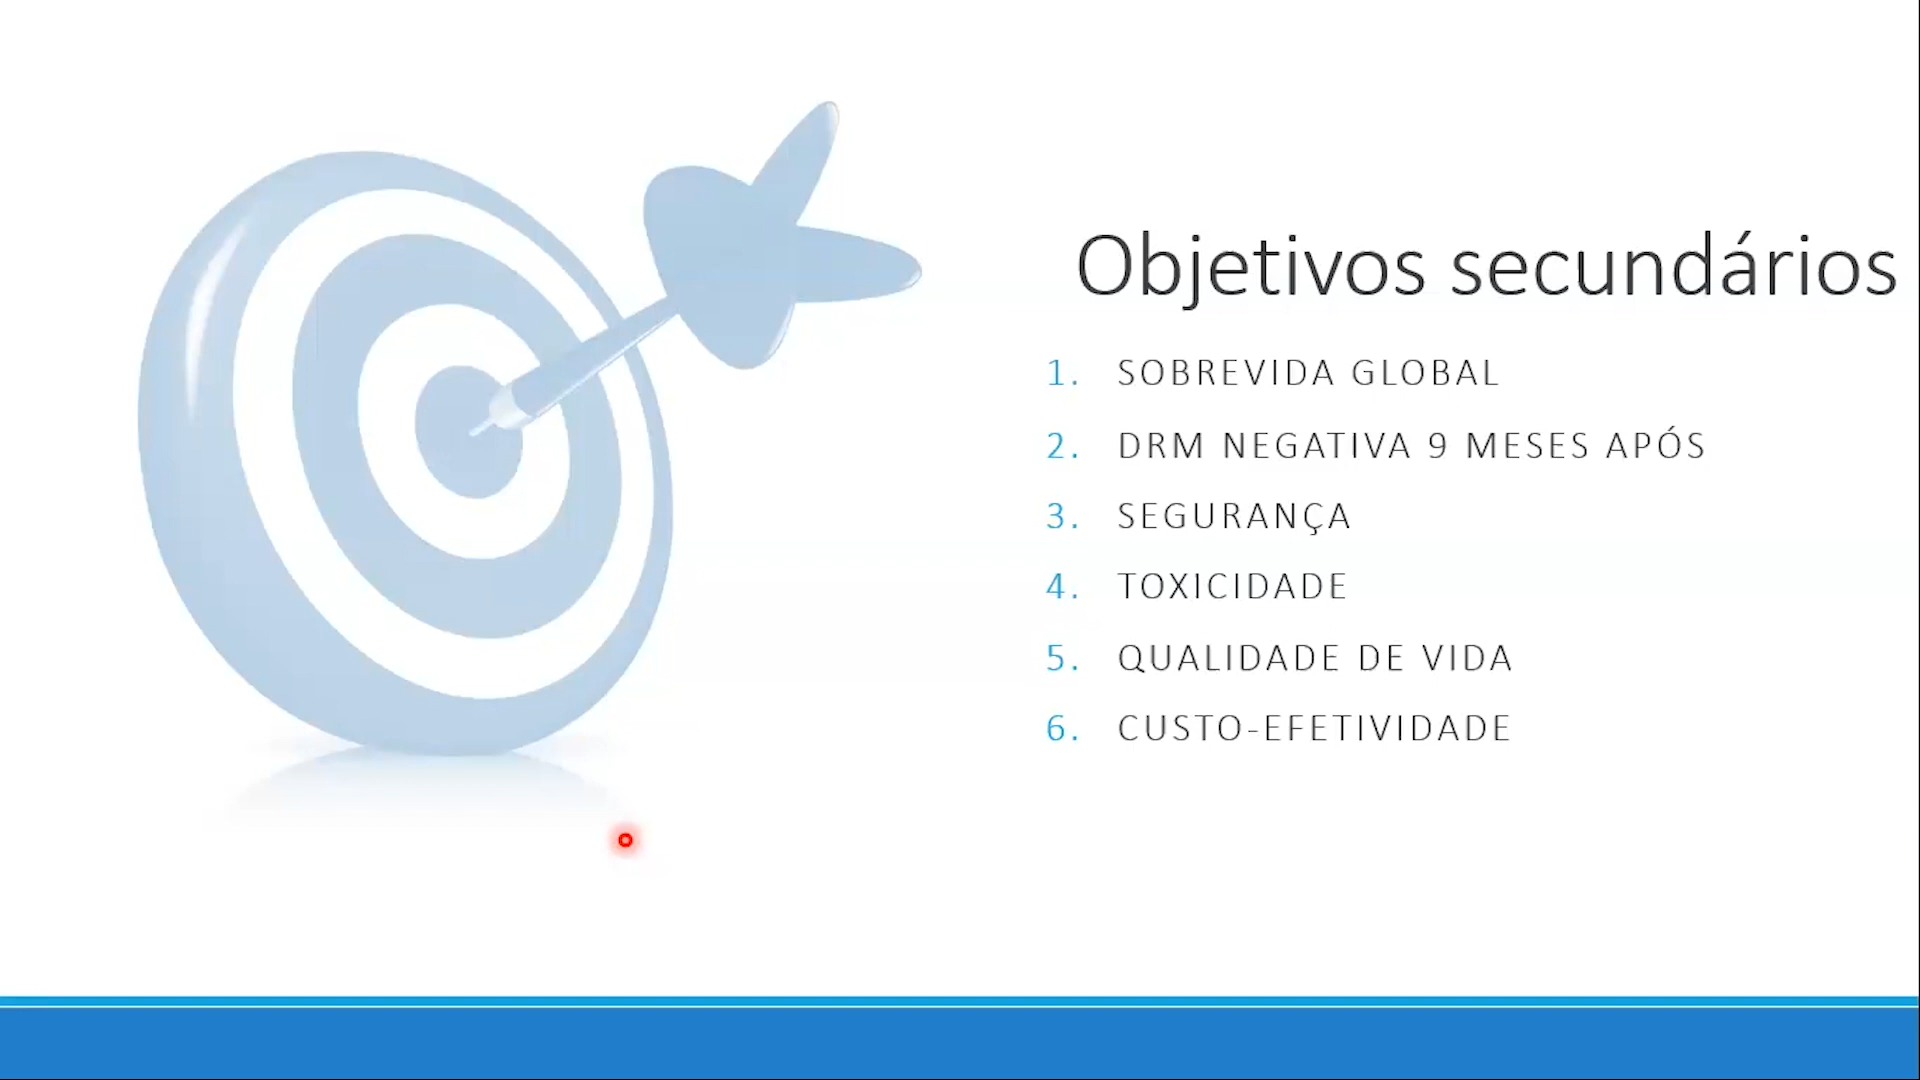 Objetivos secundários
1. SOBREVIDA GLOBAL
2. DRM NEGATIVA 9 MESES APÓS
3. SEGURANÇA
4. TOXICIDADE
5. QUALIDADE DE VIDA
6. CUSTO-EFETIVIDADE